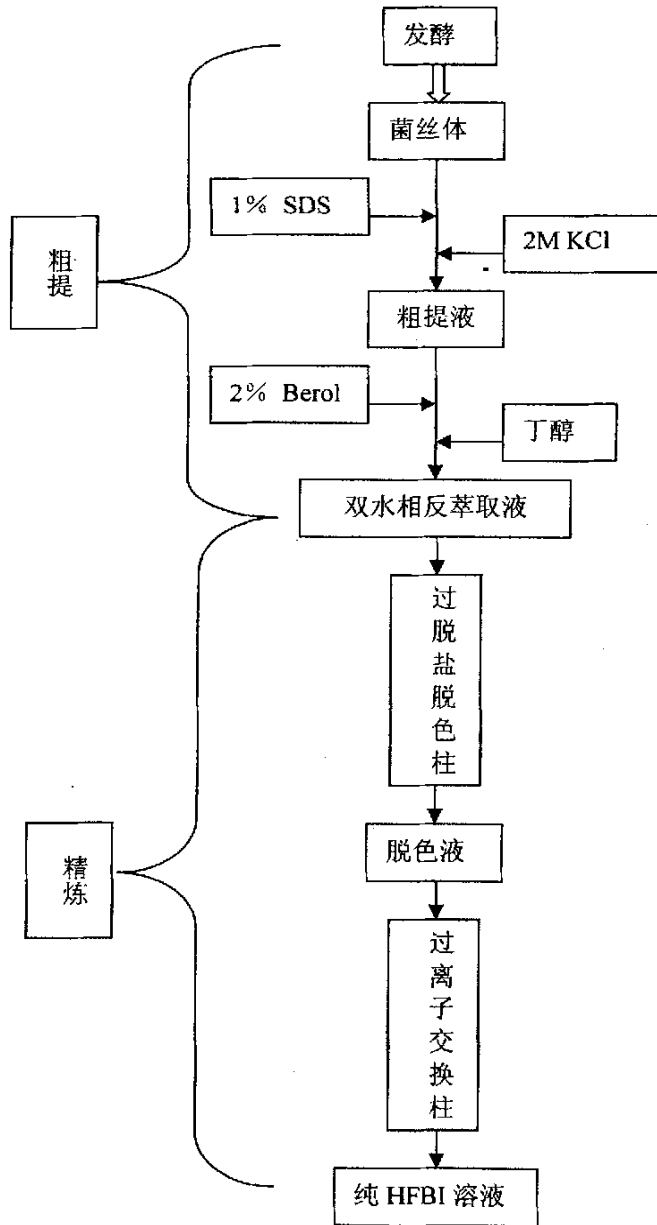 发酵
菌丝体
1% SDS
2M KCl
粗提
粗提液
2% Berol
丁醇
双水相反萃取液
过脱盐脱色柱
脱色液
精炼
过离子交换柱
纯 HFBI 溶液